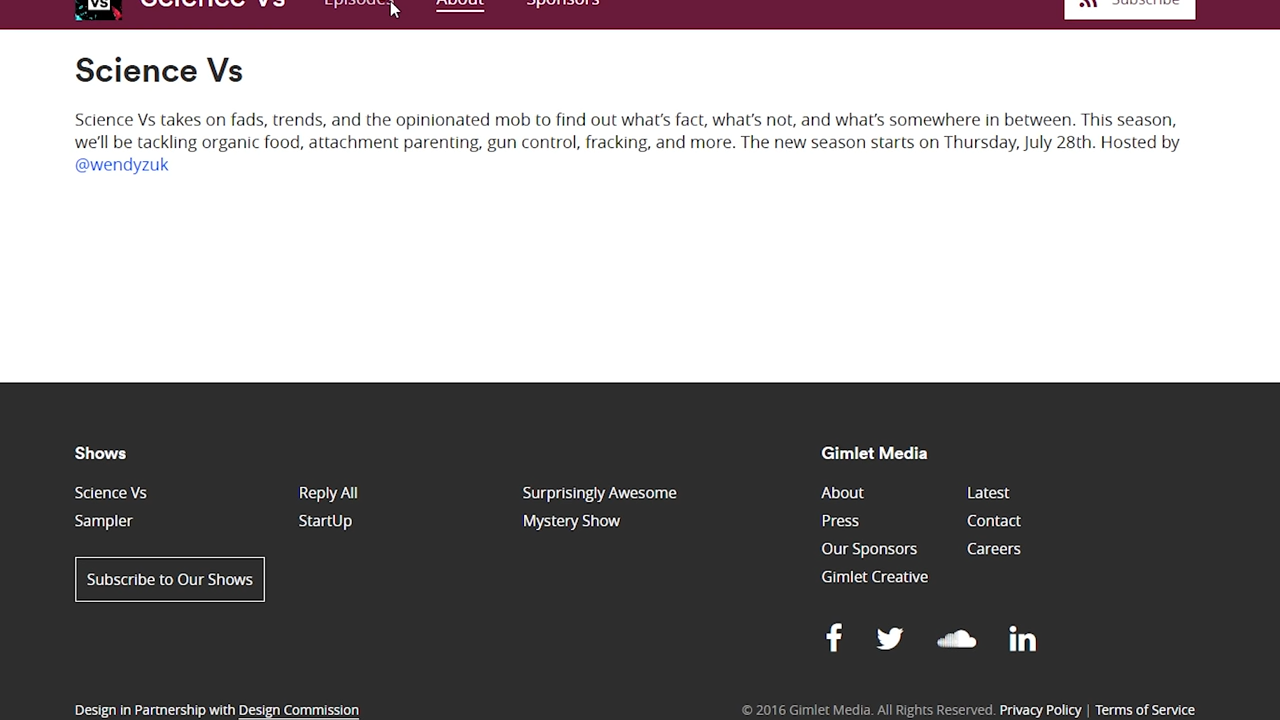 VS Science Vs Episodes About Sponsors Subscribe
Science Vs
Science Vs takes on fads, trends, and the opinionated mob to find out what’s fact, what’s not, and what’s somewhere in between. This season,
we’ll be tackling organic food, attachment parenting, gun control, fracking, and more. The new season starts on Thursday, July 28th. Hosted by
@wendyzuk
Shows
Science Vs Reply All Surprisingly Awesome
Sampler StartUp Mystery Show
Subscribe to Our Shows
Gimlet Media
About Latest
Press Contact
Our Sponsors Careers
Gimlet Creative
Design in Partnership with Design Commission
© 2016 Gimlet Media. All Rights Reserved. Privacy Policy | Terms of Service